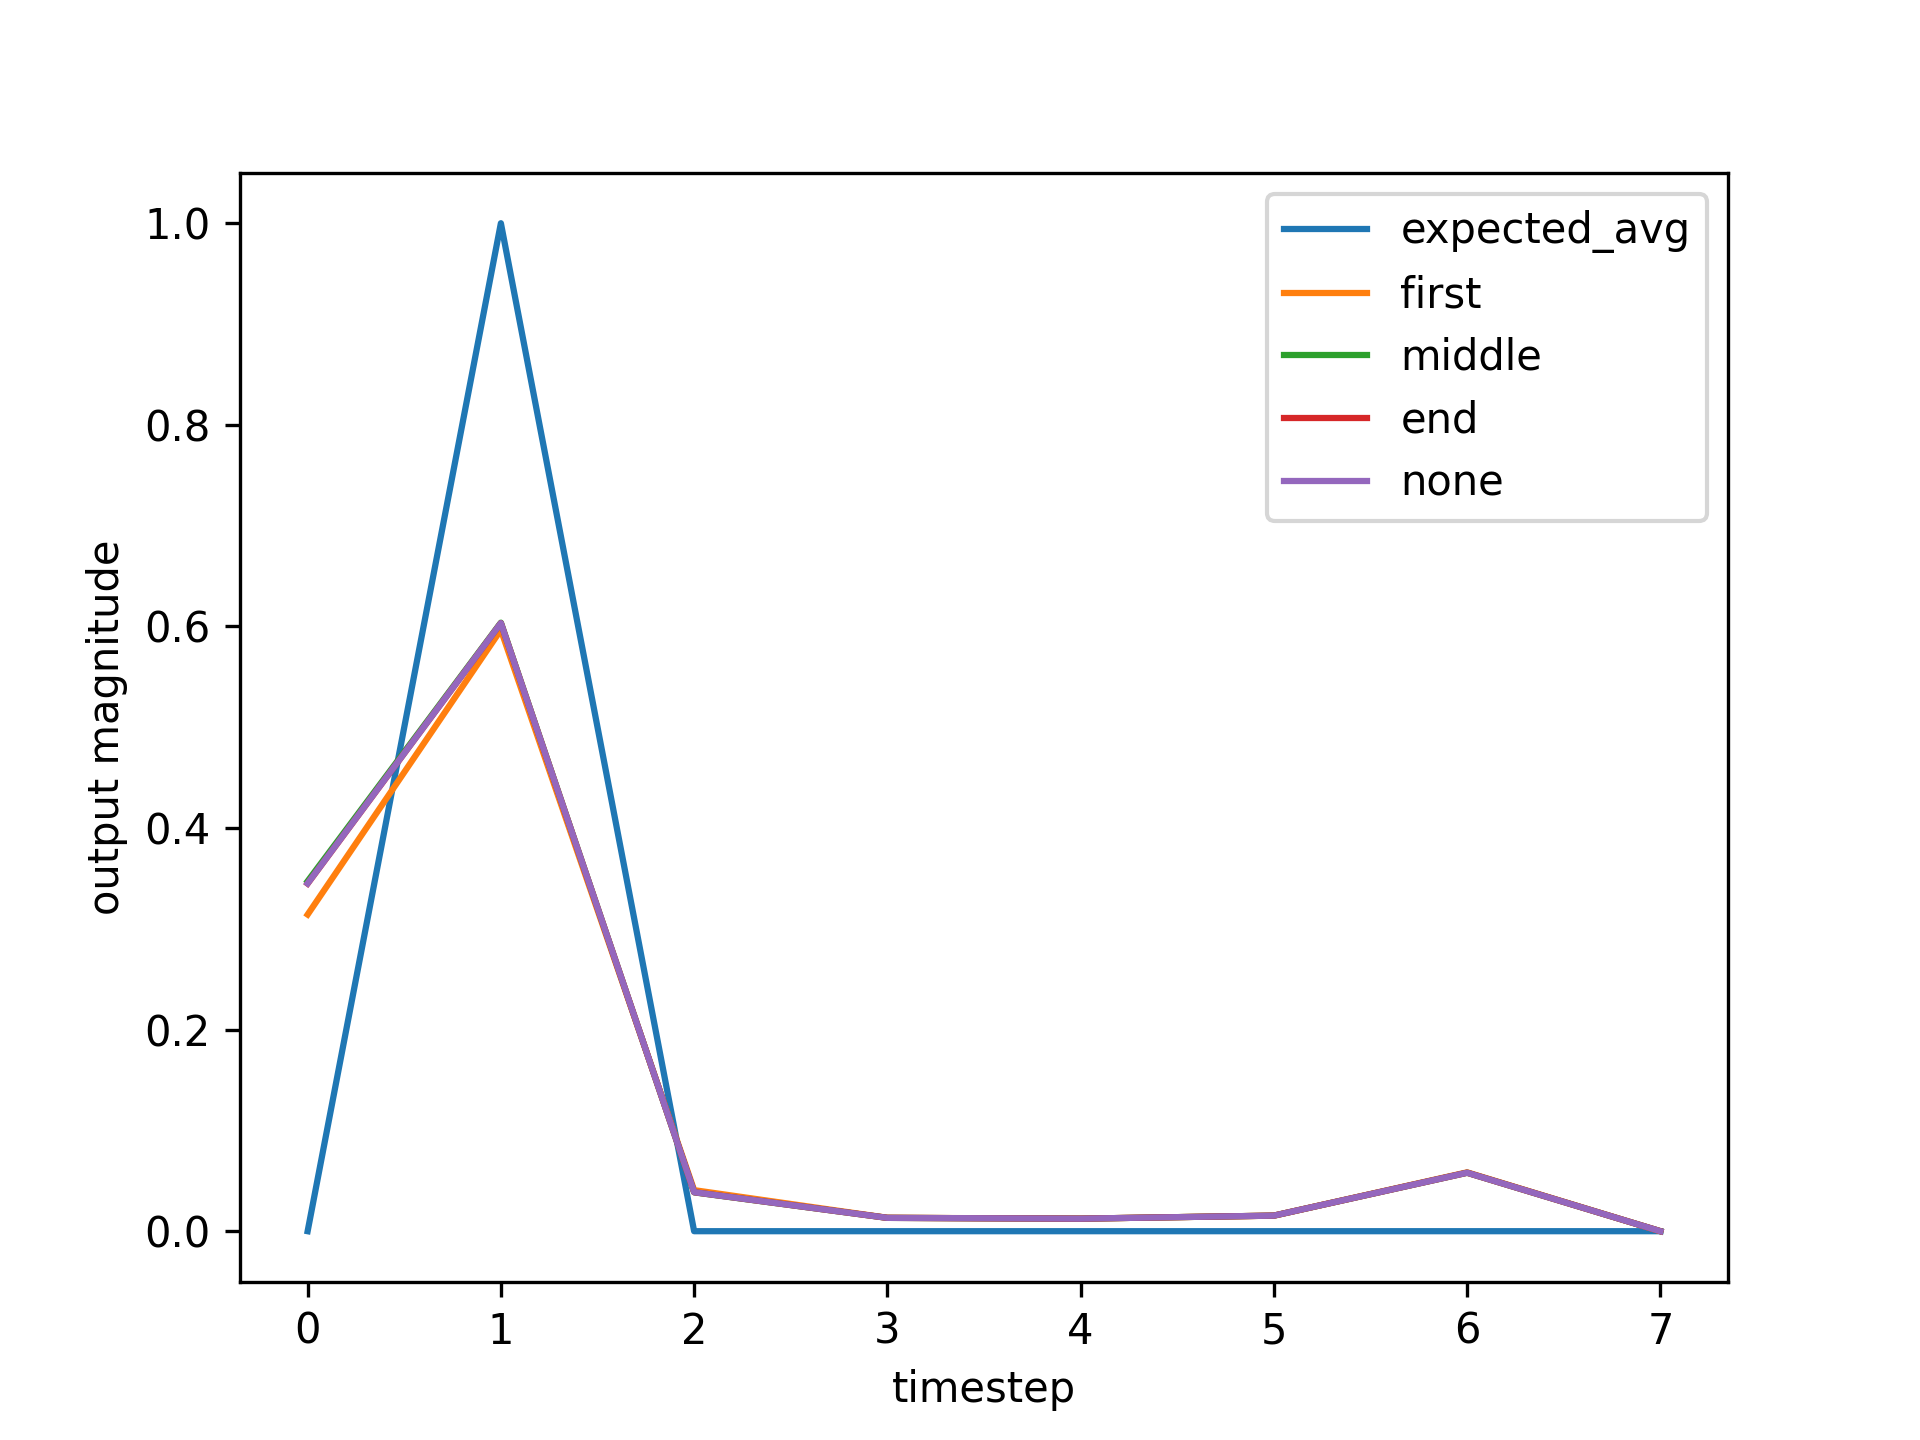 1.0
0.8
0.6
0.4
0.2
0.0
output magnitude
expected_avg
first
middle
end
none
0 1 2 3 4 5 6 7
timestep